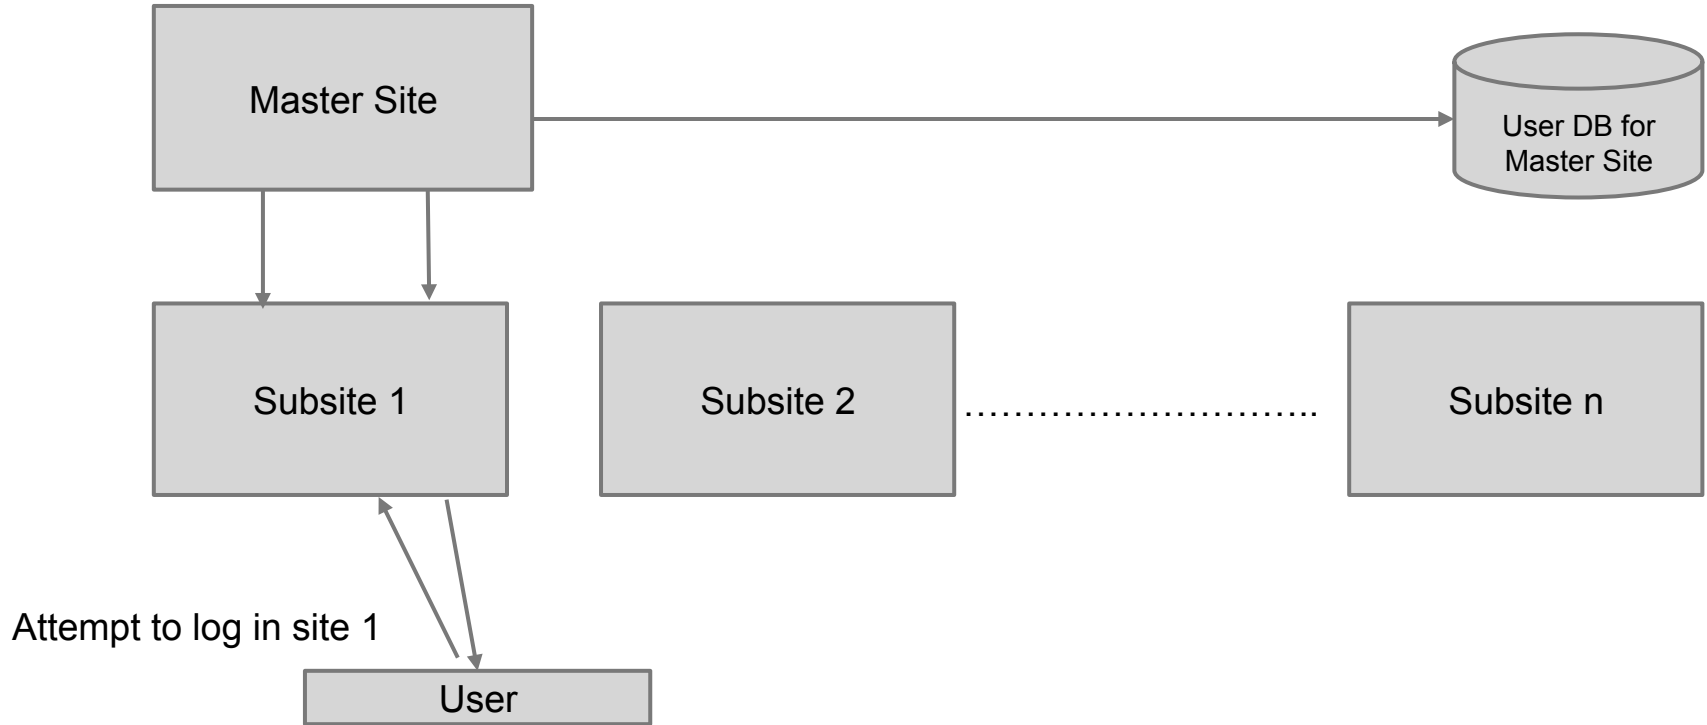 Master Site
User DB for
Master Site
Subsite 1
Subsite 2
…………………………..
Subsite n
Attempt to log in site 1
User